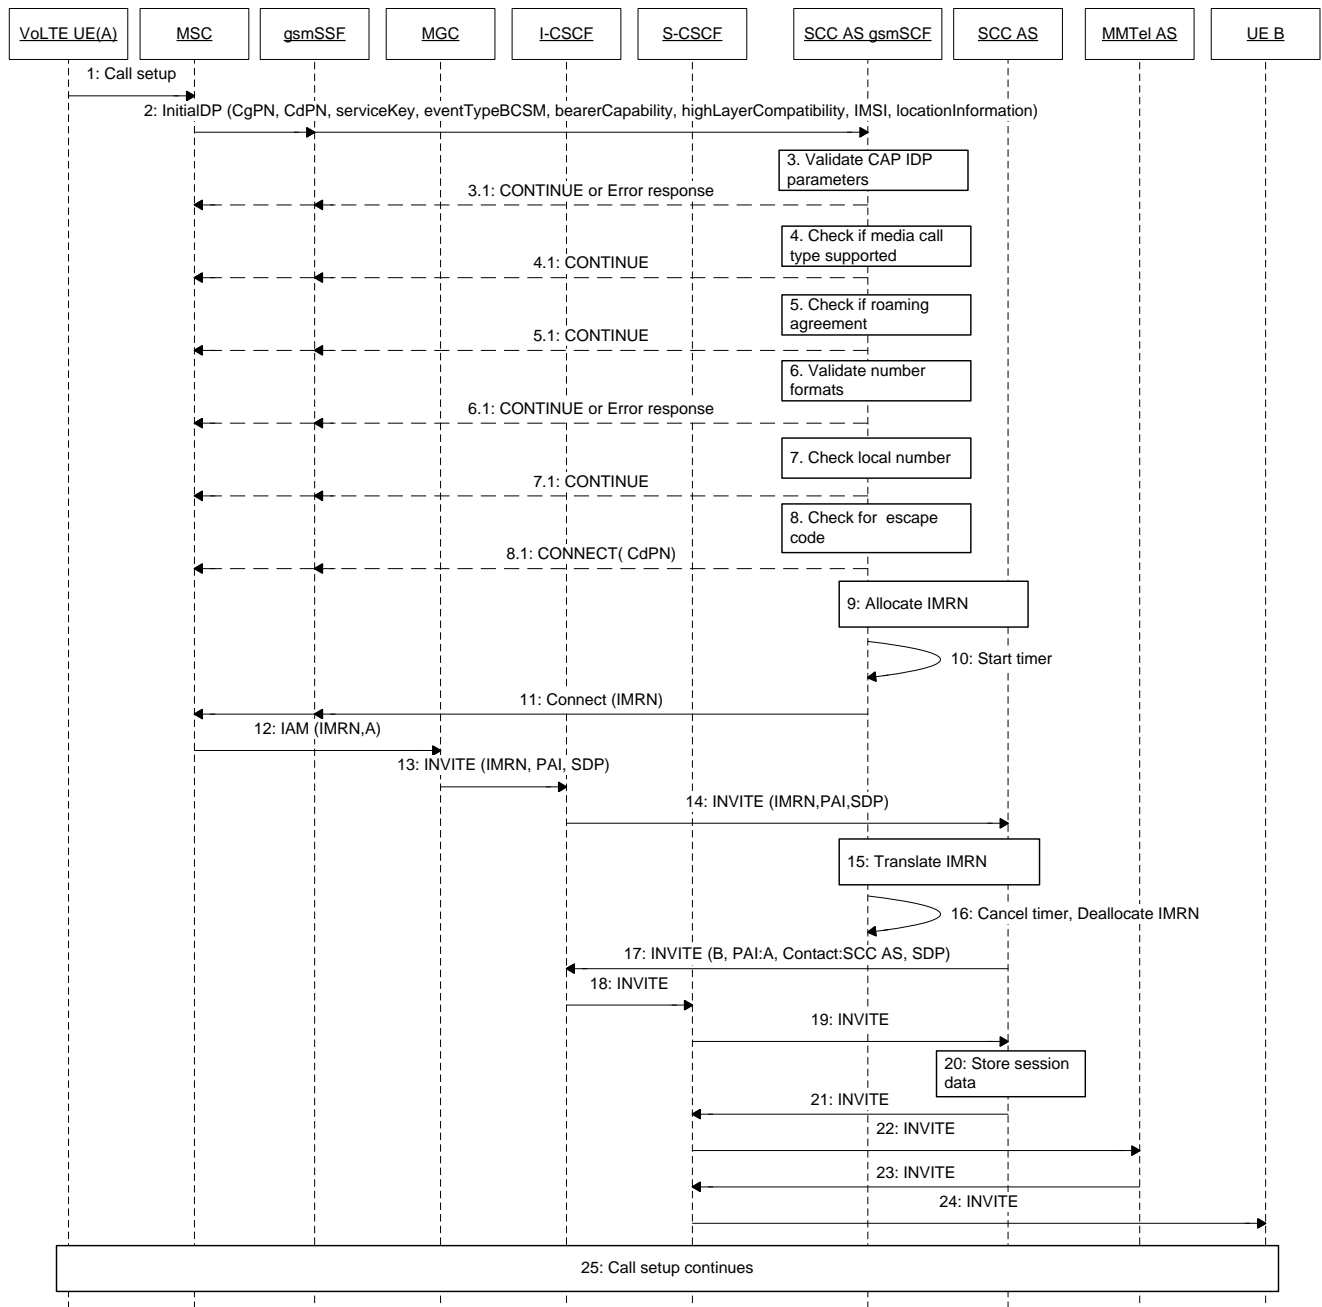 VoLTE UE(A)
MSC
gsmSSF
MGC
I-CSCF
S-CSCF
SCC AS gsmSCF
SCC AS
MMTel AS
UE B
1: Call setup
2: InitialDP (CgPN, CdPN, serviceKey, eventTypeBCSM, bearerCapability, highLayerCompatibility, IMSI, locationInformation)
3. Validate CAP IDP
parameters
3.1: CONTINUE or Error response
4. Check if media call
type supported
4.1: CONTINUE
5. Check if roaming
agreement
5.1: CONTINUE
6. Validate number
formats
6.1: CONTINUE or Error response
7. Check local number
7.1: CONTINUE
8. Check for  escape
code
8.1: CONNECT( CdPN)
9: Allocate IMRN
10: Start timer
11: Connect (IMRN)
12: IAM (IMRN,A)
13: INVITE (IMRN, PAI, SDP)
14: INVITE (IMRN,PAI,SDP)
15: Translate IMRN
16: Cancel timer, Deallocate IMRN
17: INVITE (B, PAI:A, Contact:SCC AS, SDP)
18: INVITE
19: INVITE
20: Store session
data
21: INVITE
22: INVITE
23: INVITE
24: INVITE
25: Call setup continues